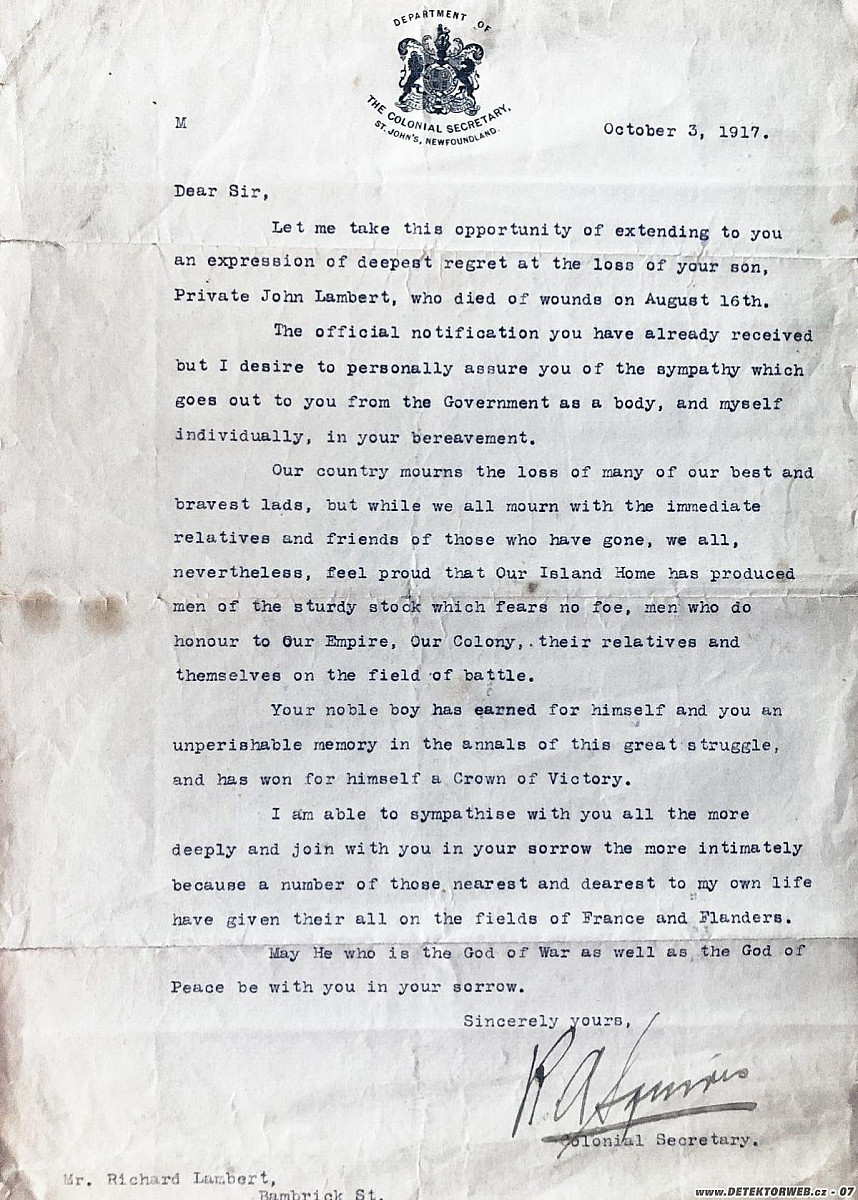 DEPARTMENT OF
THE COLONIAL SECRETARY,
ST. JOHN'S, NEWFOUNDLAND.
M
October 3, 1917.
Dear Sir,
Let me take this opportunity of extending to you
an expression of deepest regret at the loss of your son,
Private John Lambert, who died of wounds on August 16th.
The official notification you have already received
but I desire to personally assure you of the sympathy which
goes out to you from the Government as a body, and myself
individually, in your bereavement.
Our country mourns the loss of many of our best and
bravest lads, but while we all mourn with the immediate
relatives and friends of those who have gone, we all,
nevertheless, feel proud that Our Island Home has produced
men of the sturdy stock which fears no foe, men who do
honour to Our Empire, Our Colony, their relatives and
themselves on the field of battle.
Your noble boy has earned for himself and you an
unperishable memory in the annals of this great struggle,
and has won for himself a Crown of Victory.
I am able to sympathise with you all the more
deeply and join with you in your sorrow the more intimately
because a number of those nearest and dearest to my own life
have given their all on the fields of France and Flanders.
May He who is the God of War as well as the God of
Peace be with you in your sorrow.
Sincerely yours,
R. A. Squires
Colonial Secretary.
Mr. Richard Lambert,
Bambrick St.
www.DETEKTORWEB.cz - 07